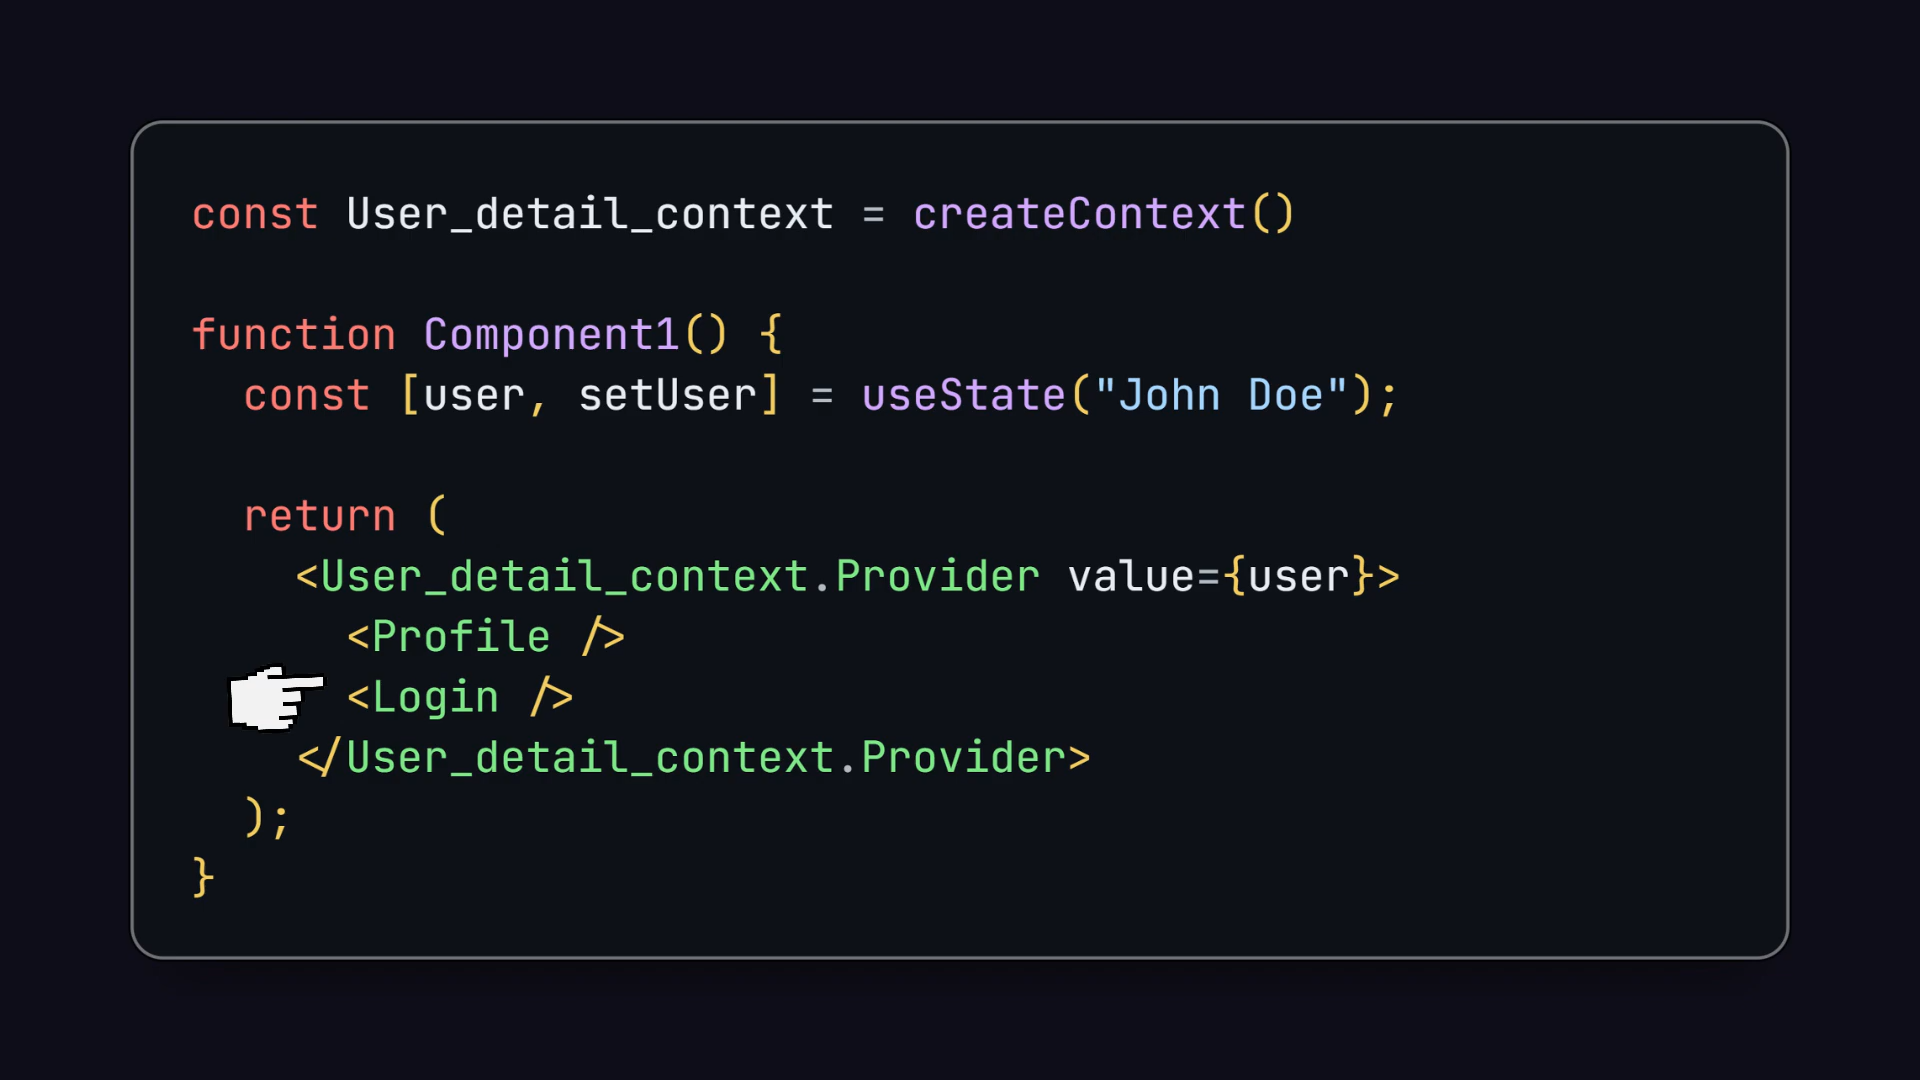 const User_detail_context = createContext()
function Component1() {
const [user, setUser] = useState("John Doe");
return (
<User_detail_context.Provider value={user}>
<Profile />
<Login />
</User_detail_context.Provider>
);
}